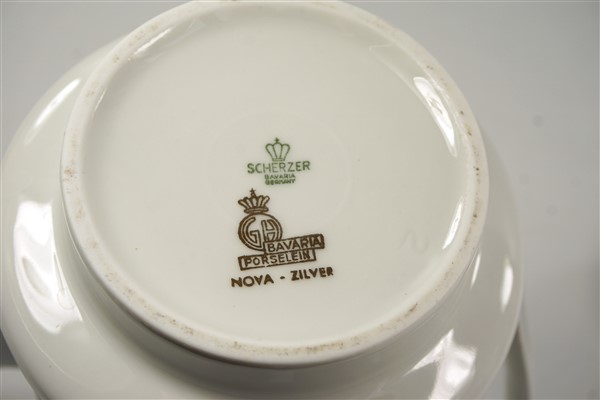 SCHERZER
BAVARIA
GERMANY
GH
BAVARIA
PORSELEIN
NOVA - ZILVER